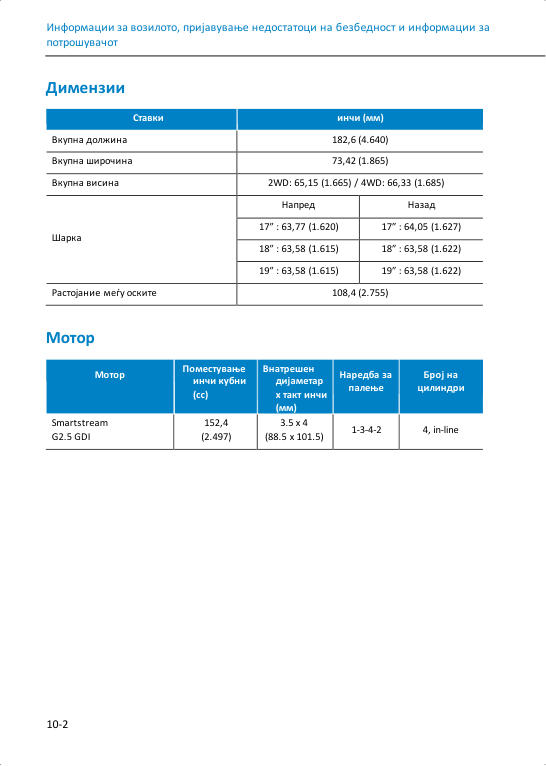 Информации за возилото, пријавување недостатоци на безбедност и информации за
потрошувачот
Димензии
Ставки инчи (мм)
Вкупна должина 182,6 (4.640)
Вкупна широчина 73,42 (1.865)
Вкупна висина 2WD: 65,15 (1.665) / 4WD: 66,33 (1.685)
Шарка
Напред Назад
17” : 63,77 (1.620) 17” : 64,05 (1.627)
18” : 63,58 (1.615) 18” : 63,58 (1.622)
19” : 63,58 (1.615) 19” : 63,58 (1.622)
Растојание меѓу оските 108,4 (2.755)
Мотор
Мотор
Поместување
инчи кубни
(cc)
Внатрешен
дијаметар
x такт инчи
(мм)
Наредба за
палење
Број на
цилиндри
Smartstream
G2.5 GDI
152,4
(2.497)
3.5 x 4
(88.5 x 101.5)
1-3-4-2
4, in-line
10-2